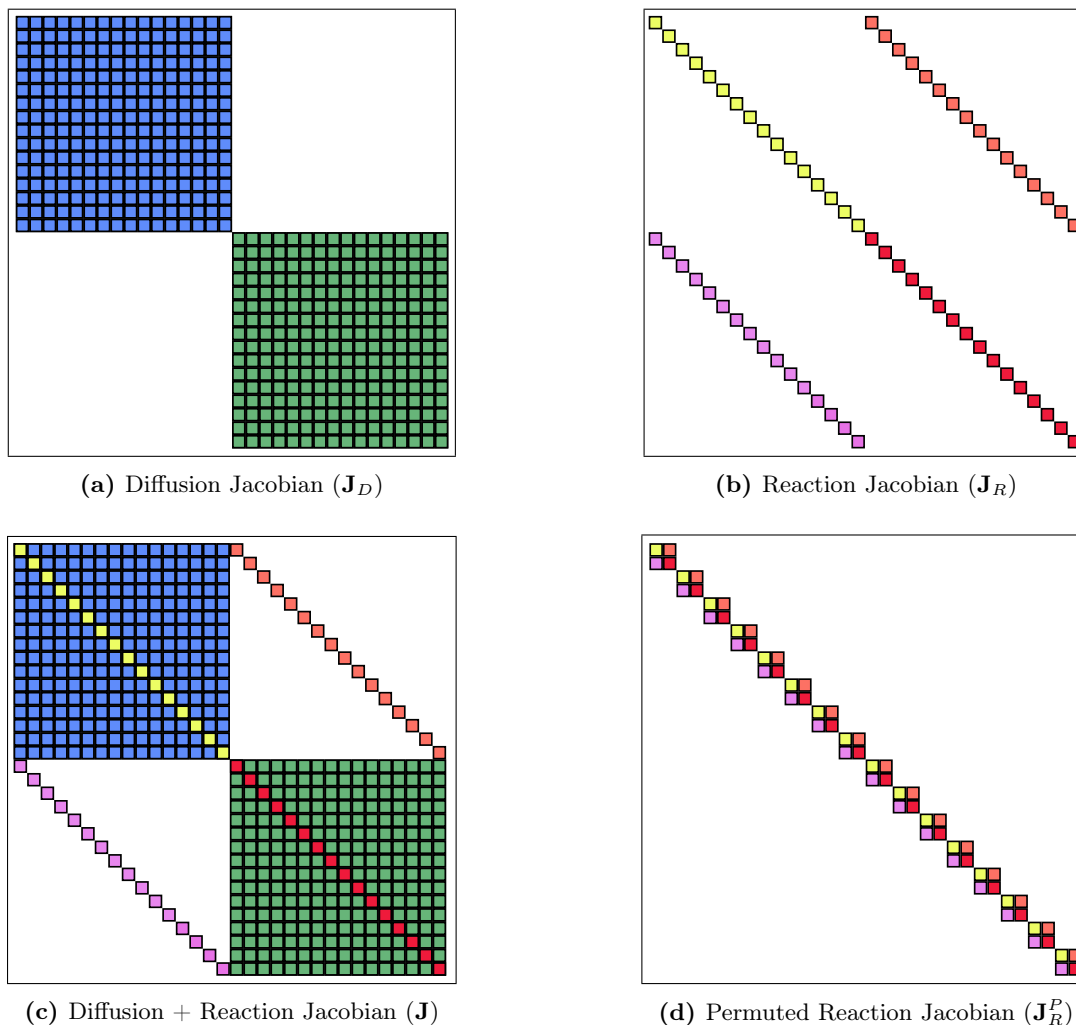 (a) Diffusion Jacobian (J_D)
(b) Reaction Jacobian (J_R)
(c) Diffusion + Reaction Jacobian (J)
(d) Permuted Reaction Jacobian (J_R^P)